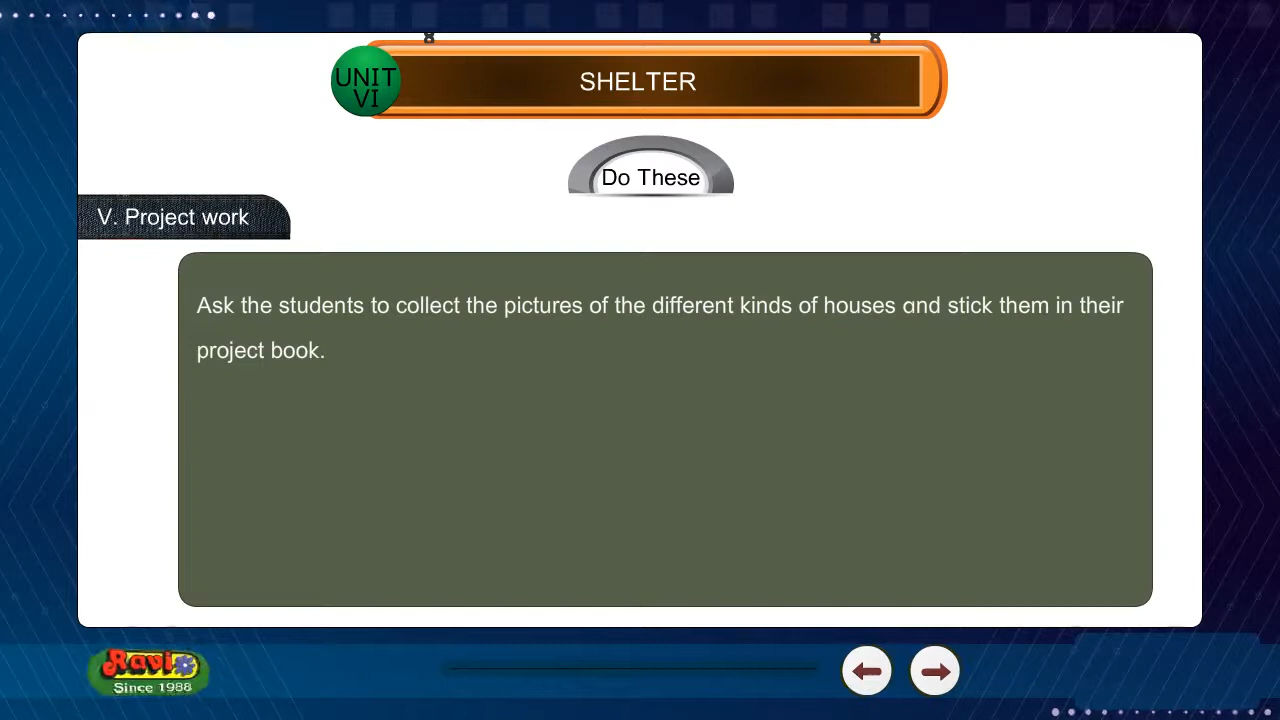 UNIT
VI
SHELTER
Do These
V. Project work
Ask the students to collect the pictures of the different kinds of houses and stick them in their
project book.
Ravi
Since 1988